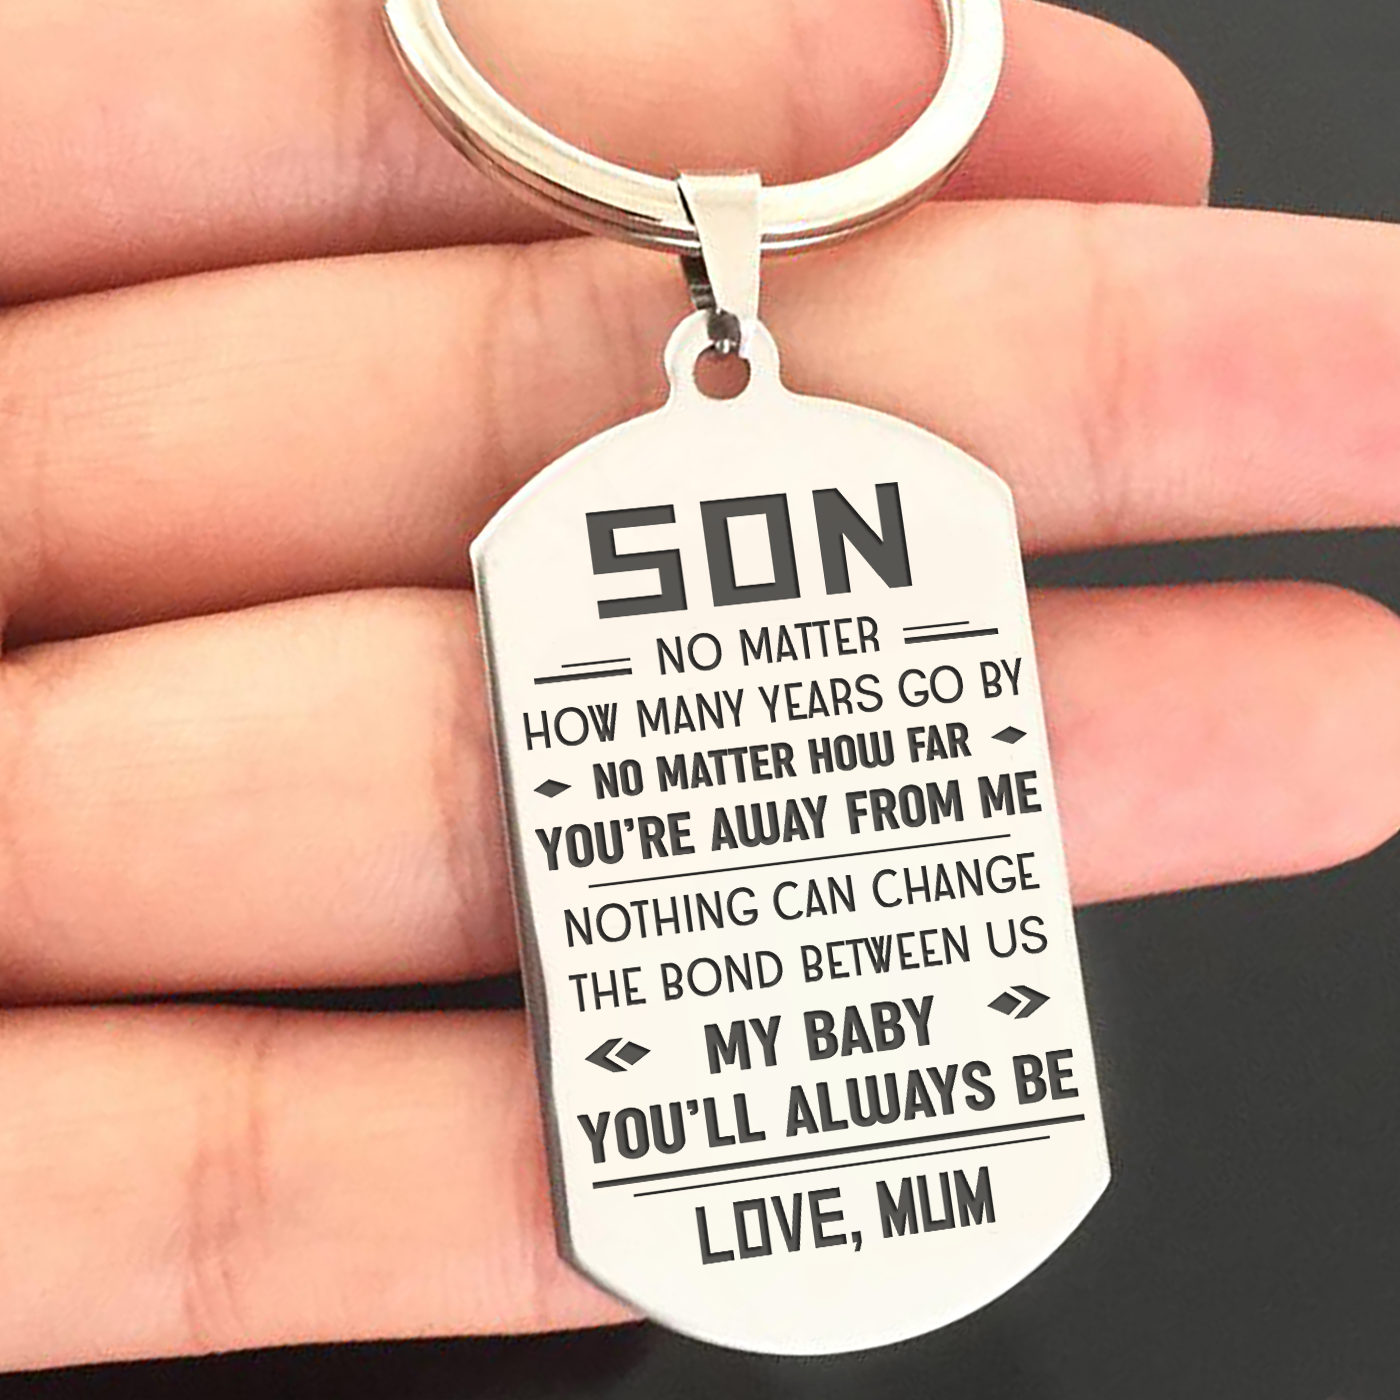 SON
NO MATTER
HOW MANY YEARS GO BY
NO MATTER HOW FAR
YOU'RE AWAY FROM ME
NOTHING CAN CHANGE
THE BOND BETWEEN US
MY BABY
YOU'LL ALWAYS BE
LOVE, MUM